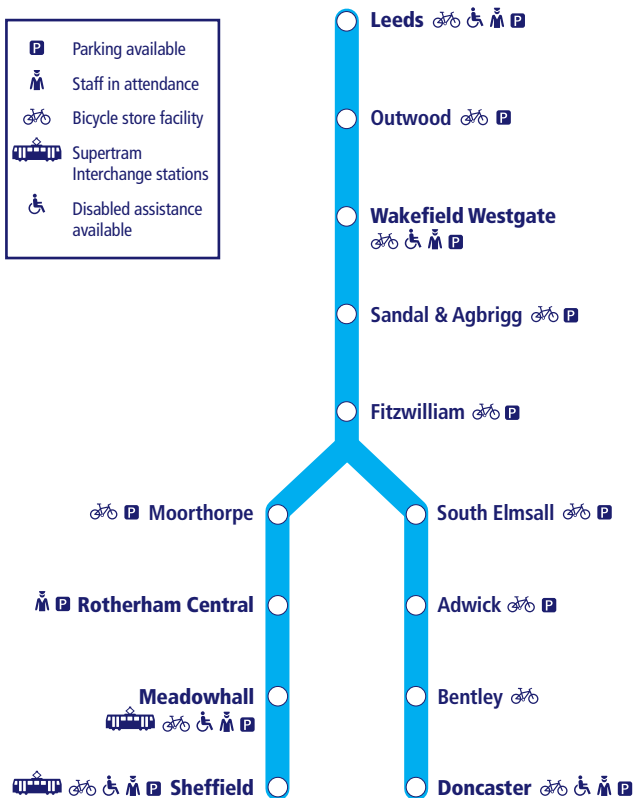 P Parking available
Staff in attendance
Bicycle store facility
Supertram
Interchange stations
Disabled assistance
available
Leeds P
Outwood P
Wakefield Westgate
P
Sandal & Agbrigg P
Fitzwilliam P
P Moorthorpe
South Elmsall P
P Rotherham Central
Adwick P
Meadowhall
P
Bentley
P Sheffield
Doncaster P